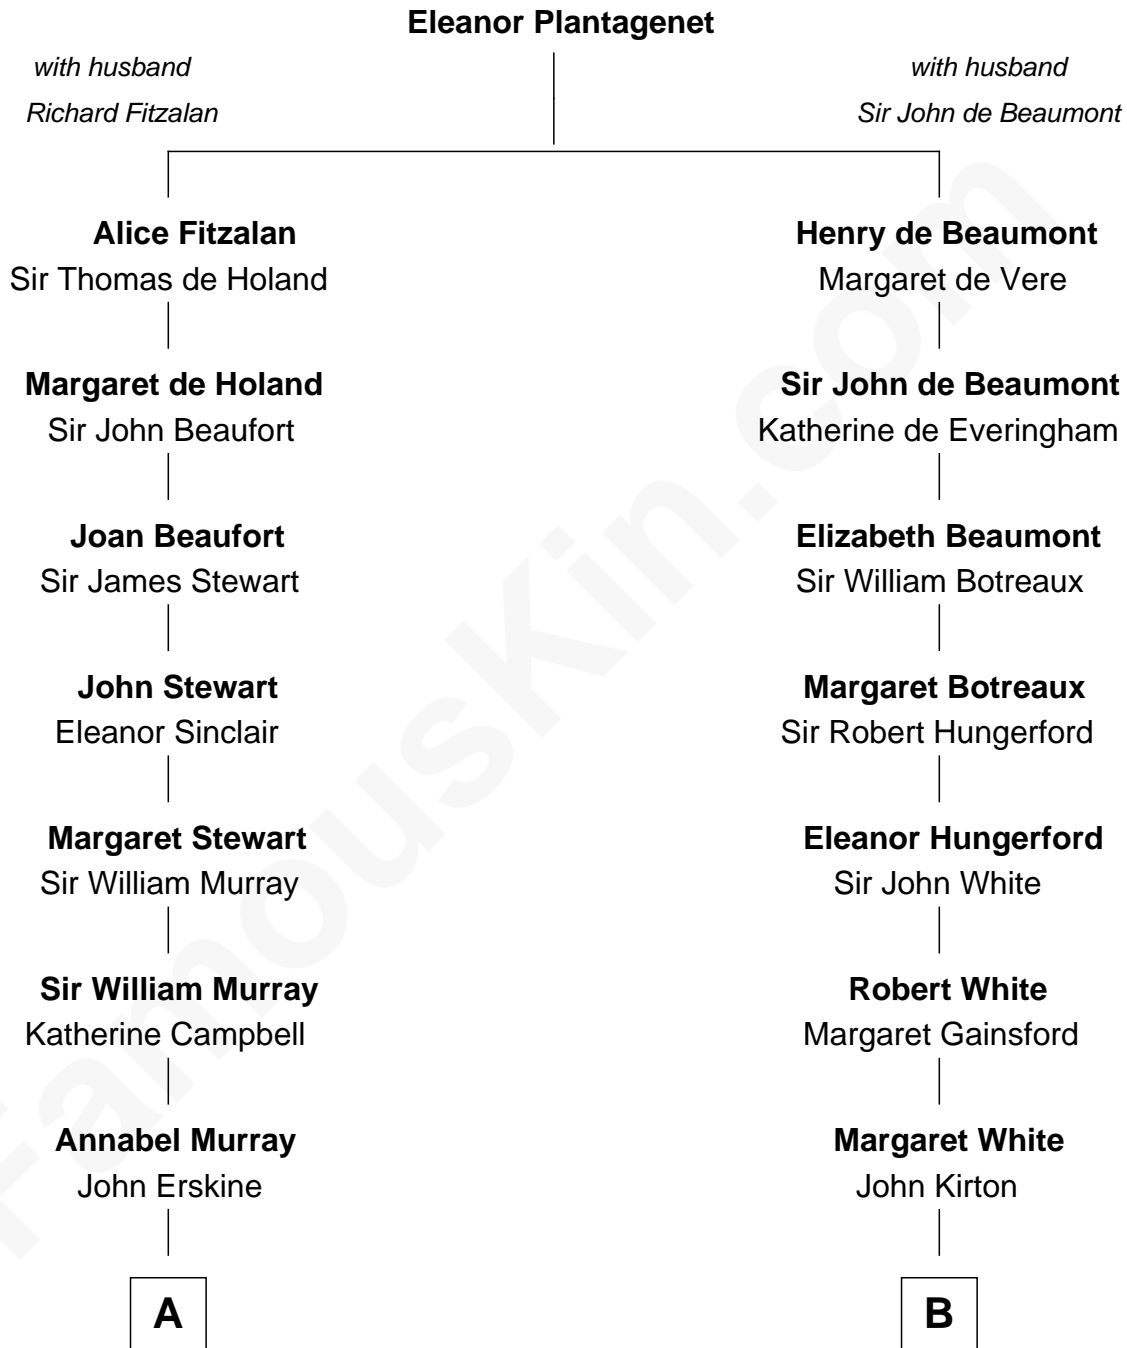 Eleanor Plantagenet
with husband
Richard Fitzalan
with husband
Sir John de Beaumont
Alice Fitzalan
Sir Thomas de Holand
Margaret de Holand
Sir John Beaufort
Joan Beaufort
Sir James Stewart
John Stewart
Eleanor Sinclair
Margaret Stewart
Sir William Murray
Sir William Murray
Katherine Campbell
Annabel Murray
John Erskine
A
Henry de Beaumont
Margaret de Vere
Sir John de Beaumont
Katherine de Everingham
Elizabeth Beaumont
Sir William Botreaux
Margaret Botreaux
Sir Robert Hungerford
Eleanor Hungerford
Sir John White
Robert White
Margaret Gainsford
Margaret White
John Kirton
B
FamousKin.com